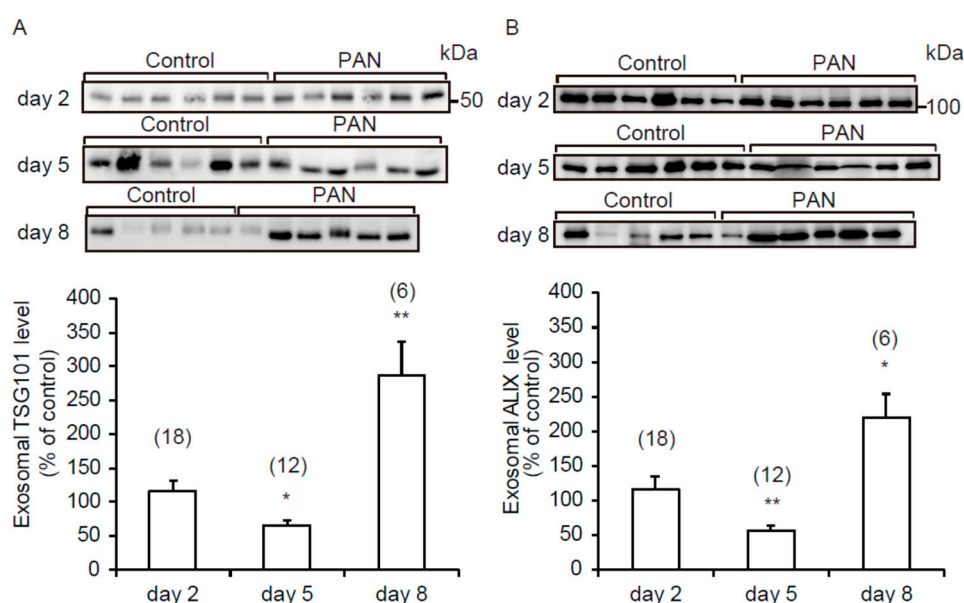 A
Control
PAN
kDa
day 2
50
Control
PAN
day 5
Control
PAN
day 8
Exosomal TSG101 level
(% of control)
400
350
300
250
200
150
100
50
0
(18)
(12)
*
(6)
**
day 2
day 5
day 8
B
Control
PAN
kDa
day 2
100
Control
PAN
day 5
Control
PAN
day 8
Exosomal ALIX level
(% of control)
400
350
300
250
200
150
100
50
0
(18)
(12)
**
(6)
*
day 2
day 5
day 8